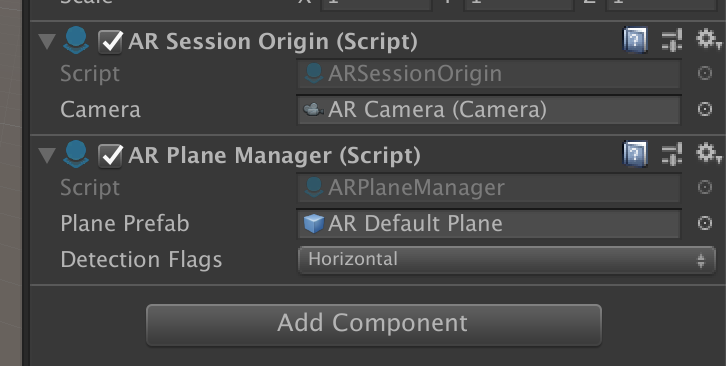 Scale X 1 Y 1 Z 1
AR Session Origin (Script)
Script ARSessionOrigin
Camera AR Camera (Camera)
AR Plane Manager (Script)
Script ARPlaneManager
Plane Prefab AR Default Plane
Detection Flags Horizontal
Add Component